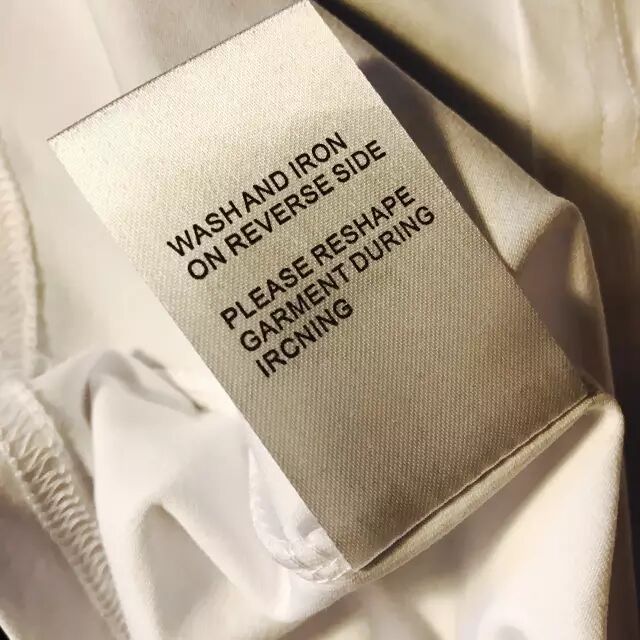 WASH AND IRON
ON REVERSE SIDE
PLEASE RESHAPE
GARMENT DURING
IRCNING